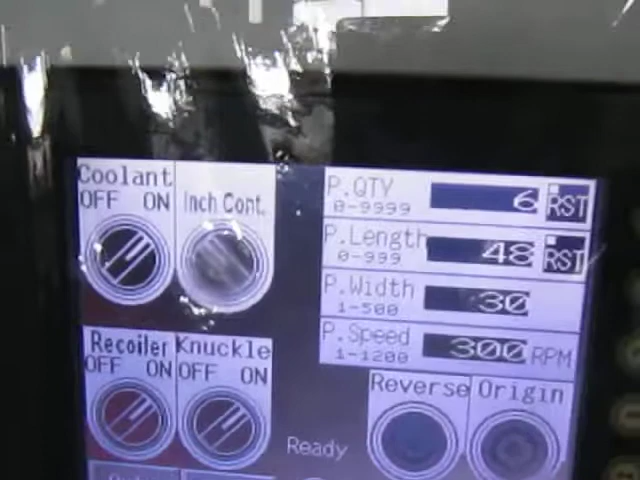 Coolant
OFF ON
Inch Cont.
P.QTY
0-9999
6
RST
P.Length
0-999
48
RST
P.Width
1-500
30
P.Speed
1-1200
300 RPM
Recoiler
OFF ON
Knuckle
OFF ON
Reverse
Origin
Ready